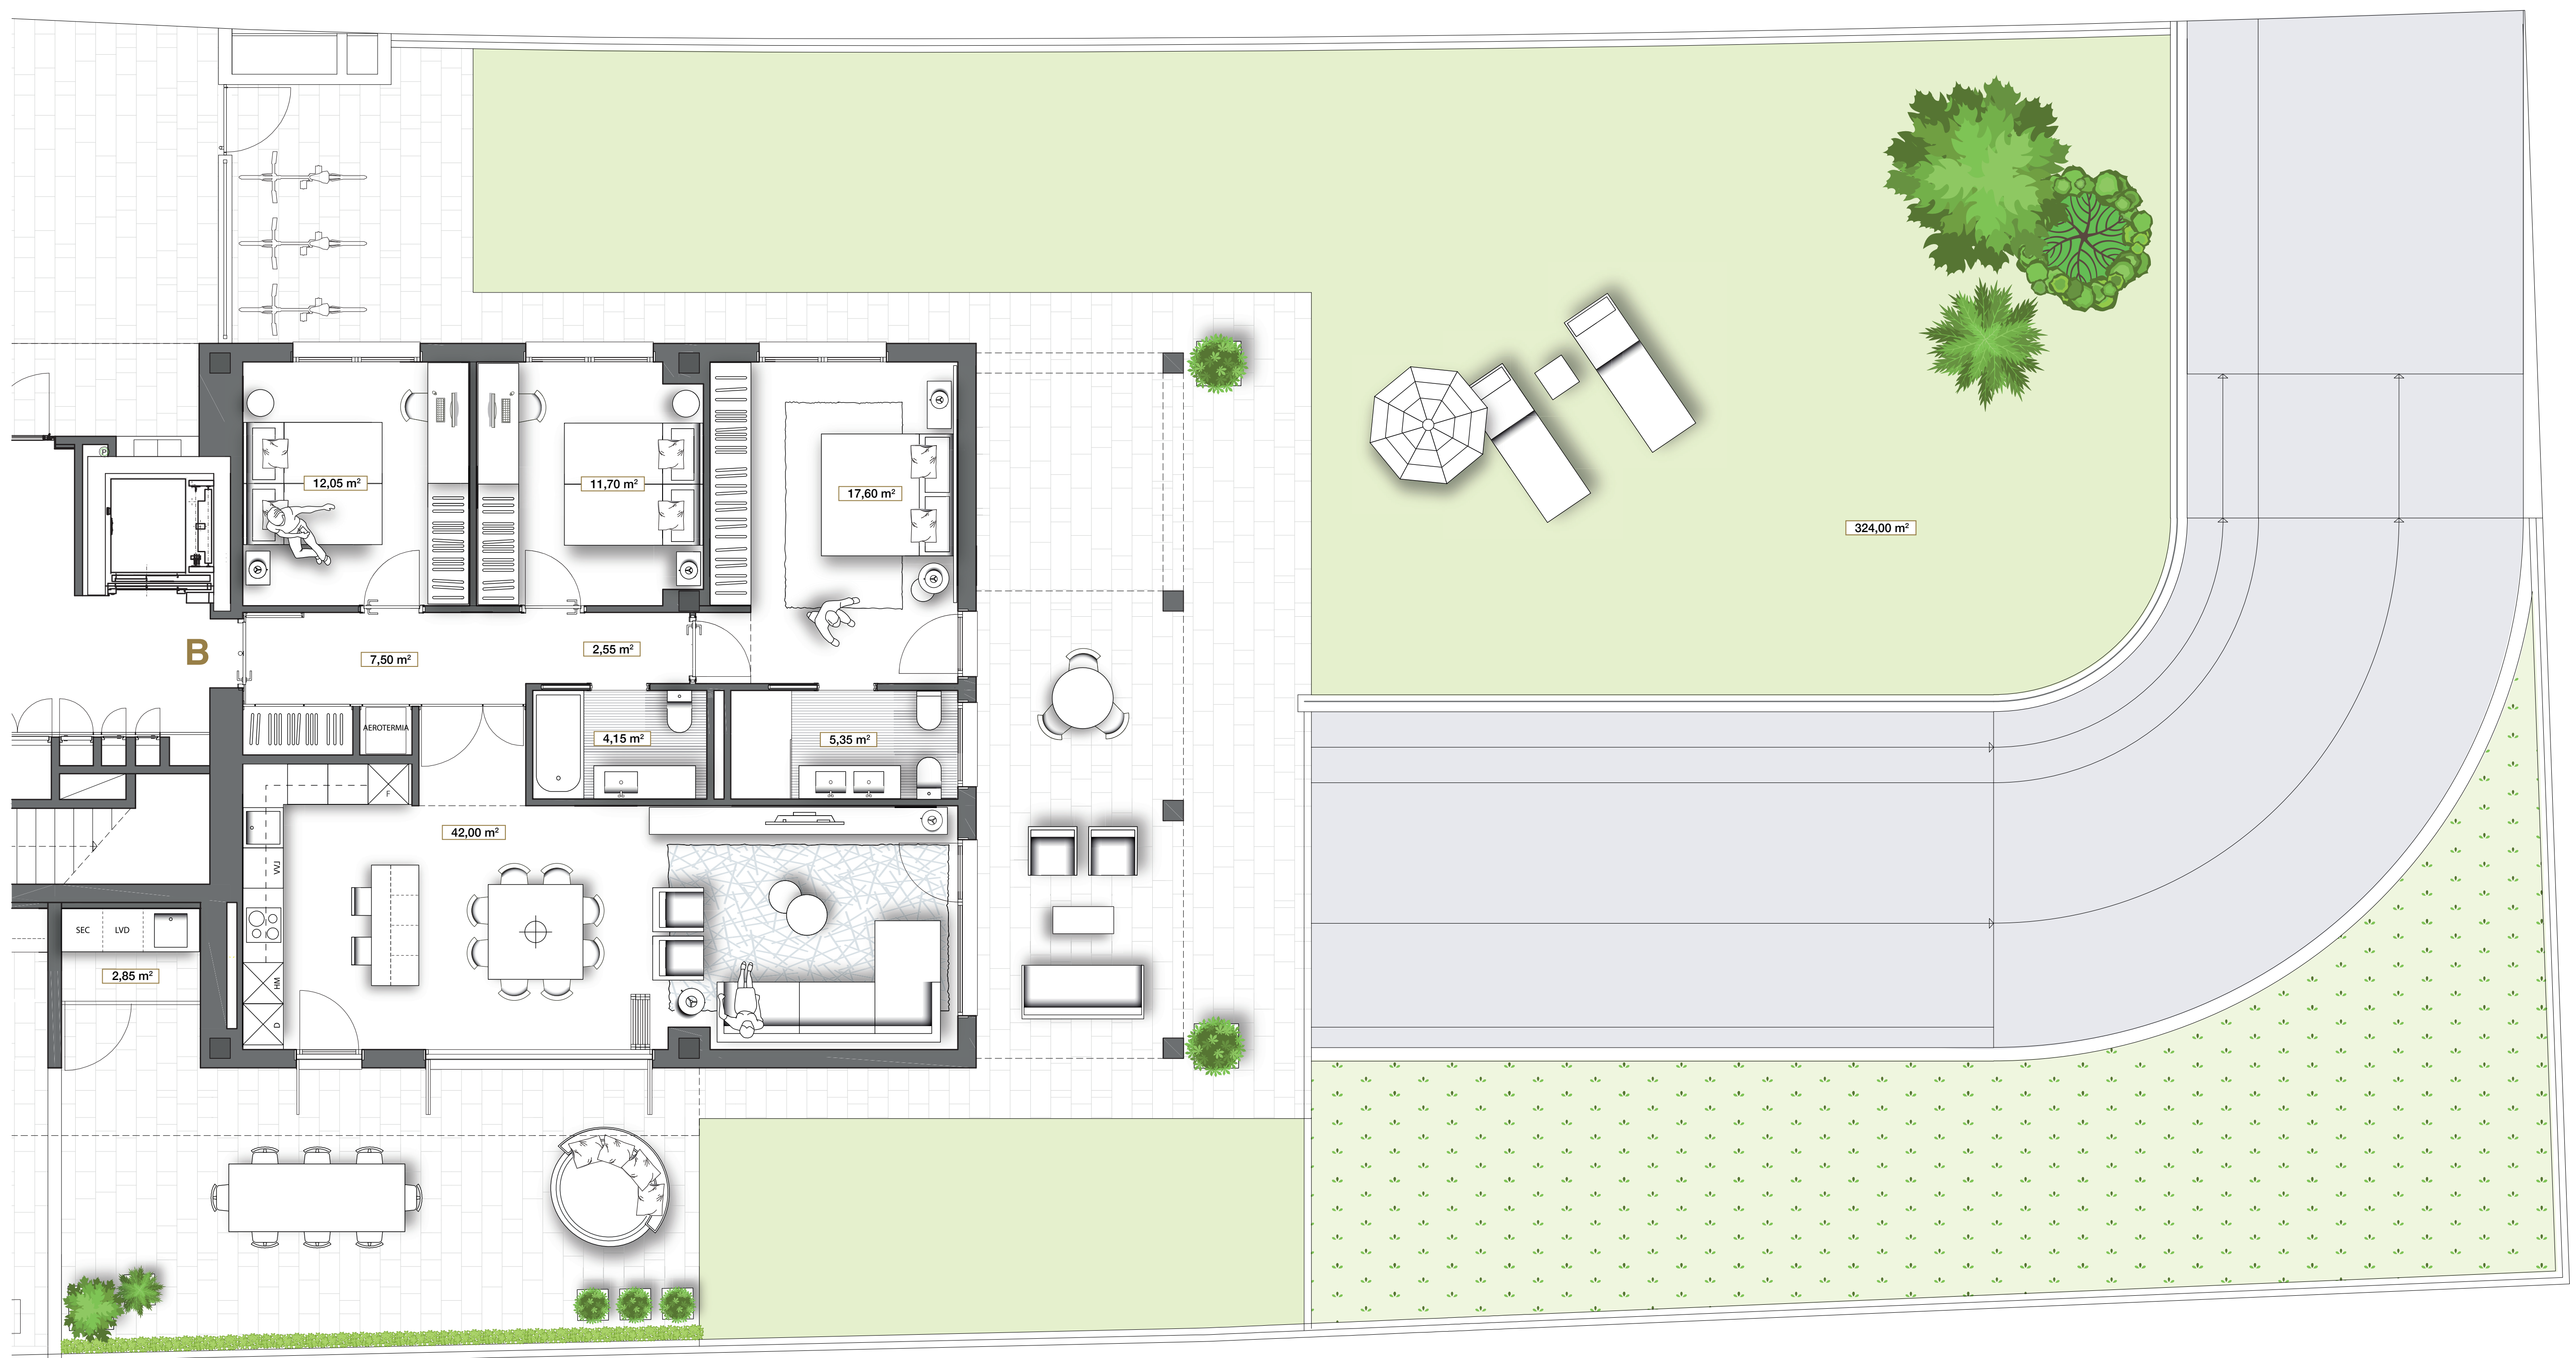 P
12,05 m²
11,70 m²
17,60 m²
324,00 m²
B
7,50 m²
2,55 m²
AEROTERMIA
4,15 m²
5,35 m²
F
42,00 m²
VVJ
SEC
LVD
2,85 m²
HM
D